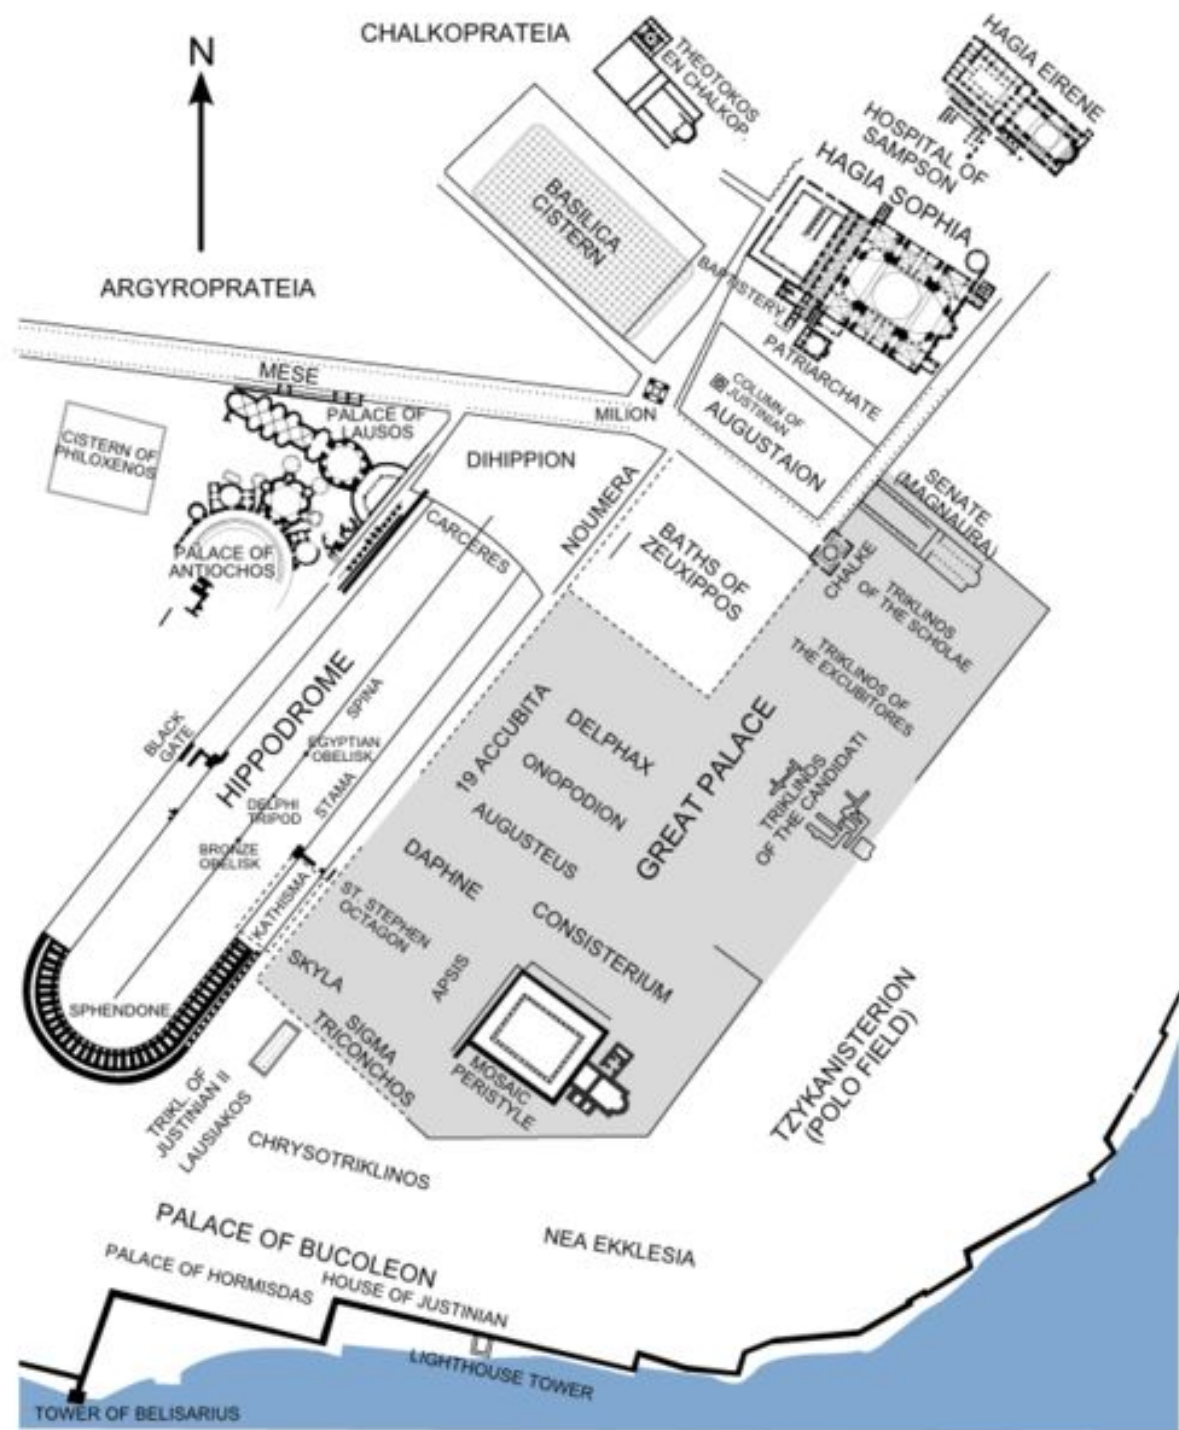 CHALKOPRATEIA
N
THEOTOKOS
EN CHALKOP.
HAGIA EIRENE
HOSPITAL OF
SAMPSON
HAGIA SOPHIA
BASILICA
CISTERN
BAPTISTERY
ARGYROPRATEIA
PATRIARCHATE
MESE
COLUMN OF
JUSTINIAN
AUGUSTAION
MILION
PALACE OF
LAUSOS
CISTERN OF
PHILOXENOS
DIHIPPION
NOUMERA
SENATE
(MAGNAURA)
CARCERES
BATHS OF
ZEUXIPPOS
CHALKE
PALACE OF
ANTIOCHOS
TRIKLINOS
OF THE SCHOLAE
TRIKLINOS OF
THE EXCUBITORES
HIPPODROME
SPINA
BLACK
GATE
EGYPTIAN
OBELISK
19 ACCUBITA
DELPHAX
GREAT PALACE
TRIKLINOS
OF THE CANDIDATI
ONOPODION
STAMA
DELPHI
TRIPOD
AUGUSTEUS
BRONZE
OBELISK
DAPHNE
KATHISMA
ST. STEPHEN
OCTAGON
CONSISTERIUM
SKYLA
APSIS
SPHENDONE
SIGMA
TRICONCHOS
MOSAIC
PERISTYLE
TZYKANISTERION
(POLO FIELD)
TRIKL. OF
JUSTINIAN II
LAUSIAKOS
CHRYSOTRIKLINOS
PALACE OF BUCOLEON
NEA EKKLESIA
PALACE OF HORMISDAS
HOUSE OF JUSTINIAN
LIGHTHOUSE TOWER
TOWER OF BELISARIUS